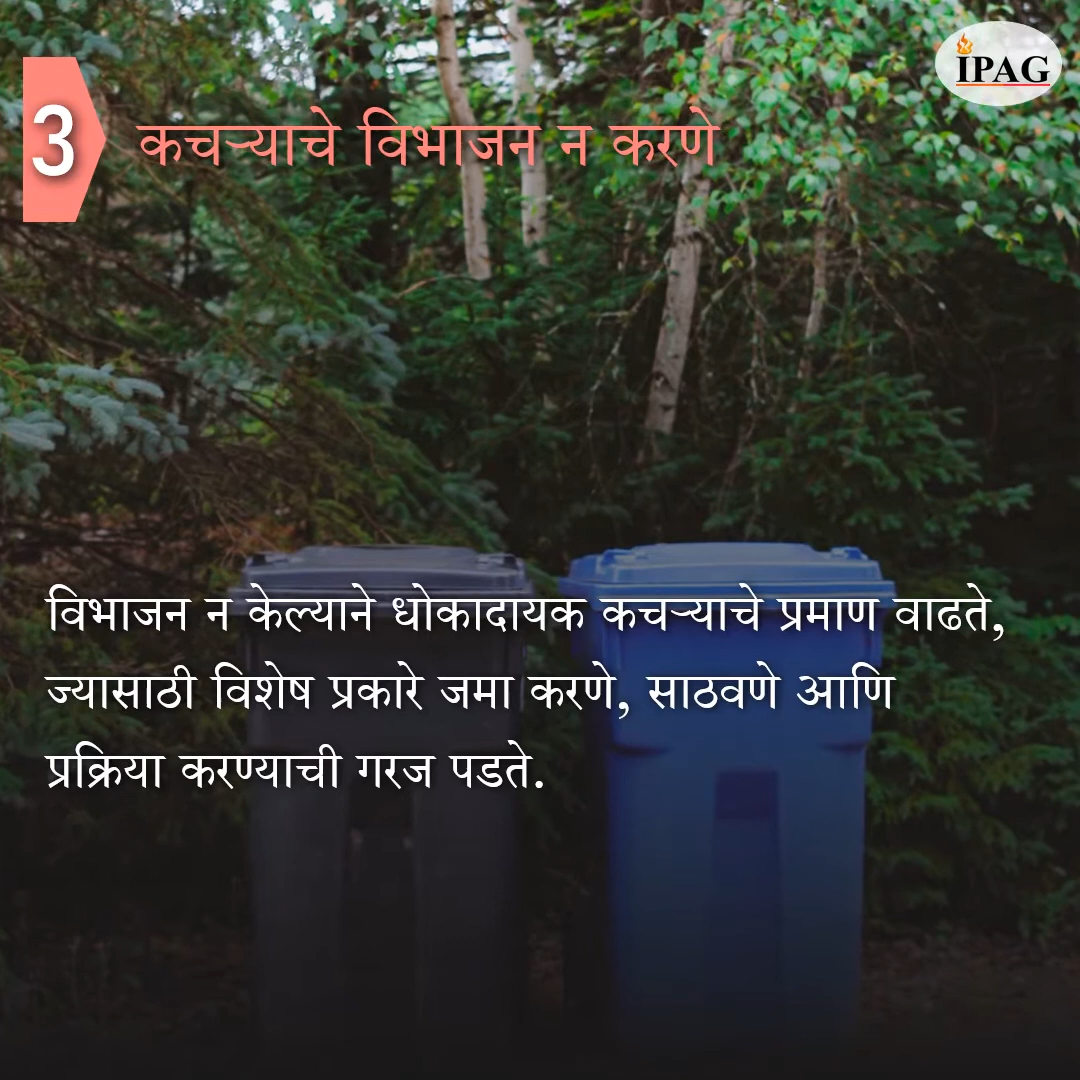 IPAG
3 कचऱ्याचे विभाजन न करणे
विभाजन न केल्याने धोकादायक कचऱ्याचे प्रमाण वाढते,
ज्यासाठी विशेष प्रकारे जमा करणे, साठवणे आणि
प्रक्रिया करण्याची गरज पडते.